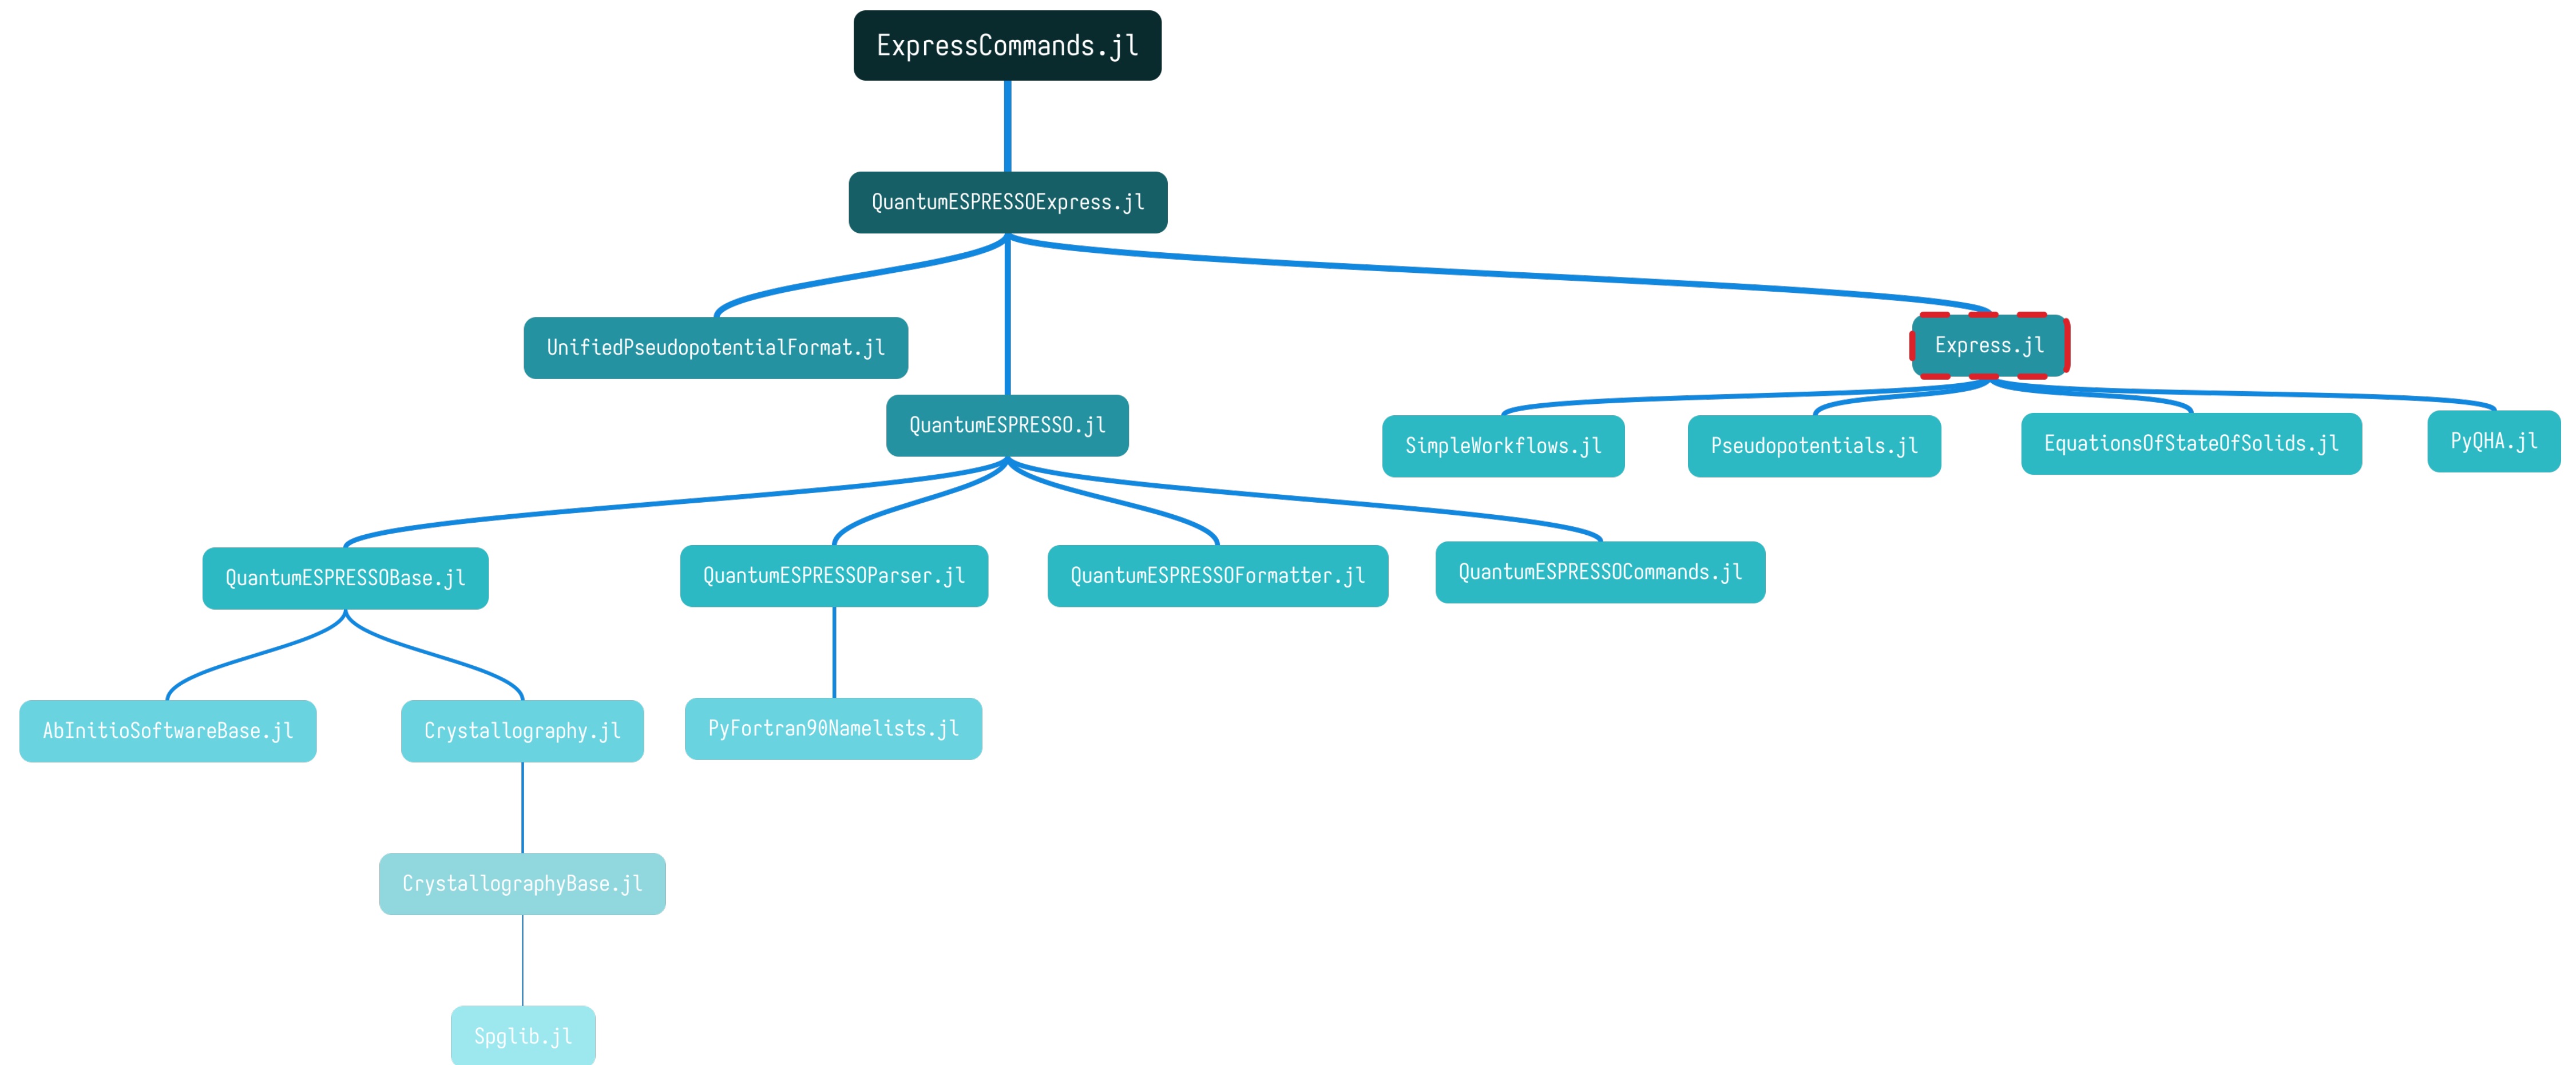 ExpressCommands.jl
QuantumESPRESSOExpress.jl
UnifiedPseudopotentialFormat.jl
Express.jl
QuantumESPRESSO.jl
SimpleWorkflows.jl
Pseudopotentials.jl
EquationsOfStateOfSolids.jl
PyQHA.jl
QuantumESPRESSOBase.jl
QuantumESPRESSOParser.jl
QuantumESPRESSOFormatter.jl
QuantumESPRESSOCommands.jl
AbInitioSoftwareBase.jl
Crystallography.jl
PyFortran90Namelists.jl
CrystallographyBase.jl
Spglib.jl